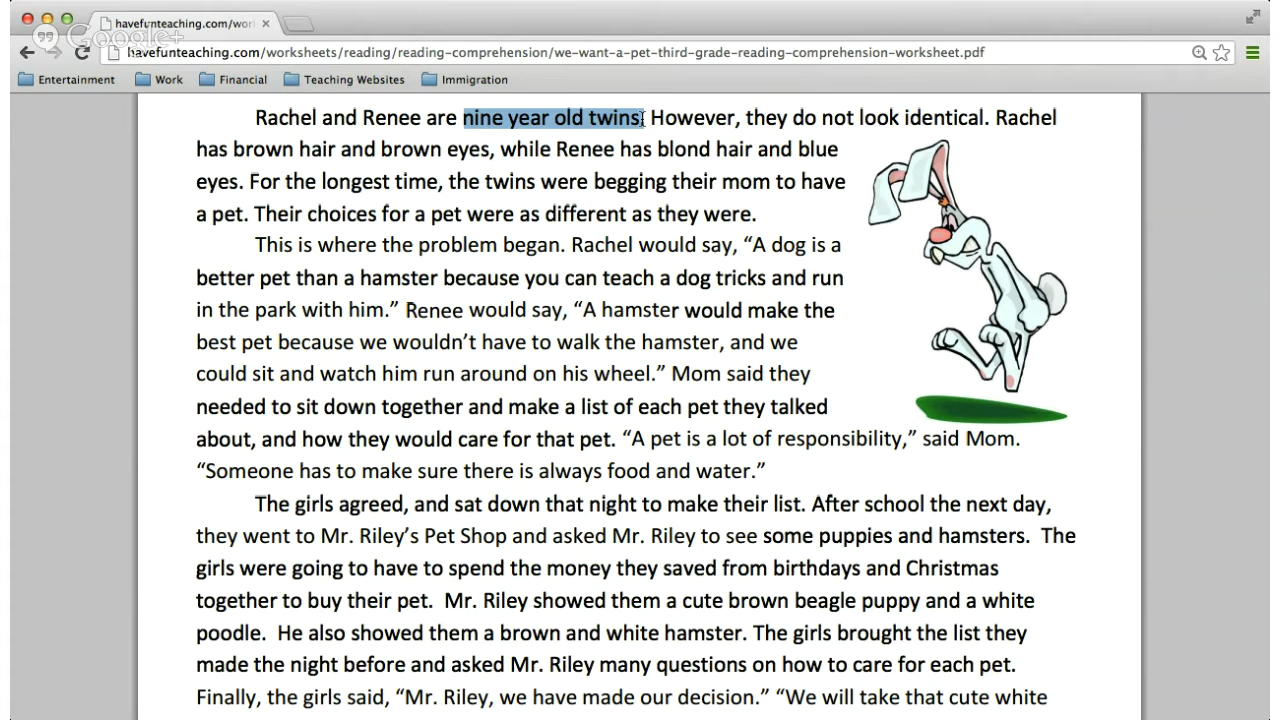 havefunteaching.com/wor
Google+
havefunteaching.com/worksheets/reading/reading-comprehension/we-want-a-pet-third-grade-reading-comprehension-worksheet.pdf
Entertainment Work Financial Teaching Websites Immigration
Rachel and Renee are nine year old twins. However, they do not look identical. Rachel
has brown hair and brown eyes, while Renee has blond hair and blue
eyes. For the longest time, the twins were begging their mom to have
a pet. Their choices for a pet were as different as they were.
This is where the problem began. Rachel would say, “A dog is a
better pet than a hamster because you can teach a dog tricks and run
in the park with him.” Renee would say, “A hamster would make the
best pet because we wouldn’t have to walk the hamster, and we
could sit and watch him run around on his wheel.” Mom said they
needed to sit down together and make a list of each pet they talked
about, and how they would care for that pet. “A pet is a lot of responsibility,” said Mom.
“Someone has to make sure there is always food and water.”
The girls agreed, and sat down that night to make their list. After school the next day,
they went to Mr. Riley’s Pet Shop and asked Mr. Riley to see some puppies and hamsters. The
girls were going to have to spend the money they saved from birthdays and Christmas
together to buy their pet. Mr. Riley showed them a cute brown beagle puppy and a white
poodle. He also showed them a brown and white hamster. The girls brought the list they
made the night before and asked Mr. Riley many questions on how to care for each pet.
Finally, the girls said, “Mr. Riley, we have made our decision.” “We will take that cute white